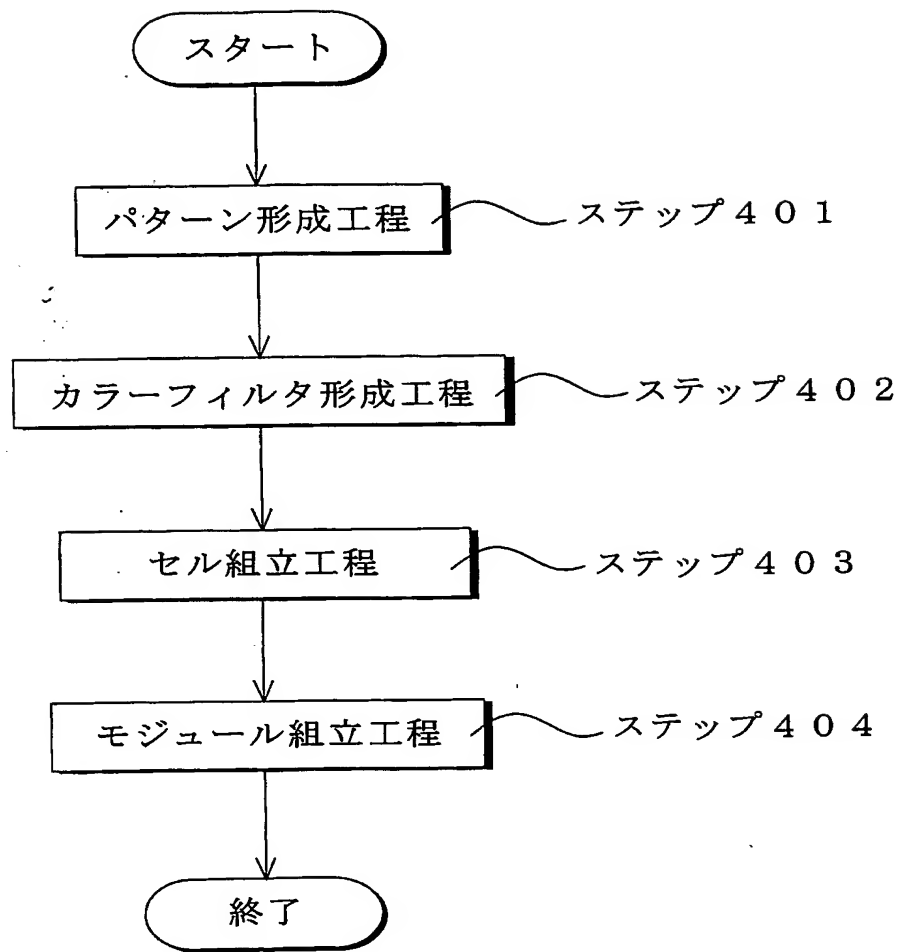 スタート
パターン形成工程 ステップ401
カラーフィルタ形成工程 ステップ402
セル組立工程 ステップ403
モジュール組立工程 ステップ404
終了